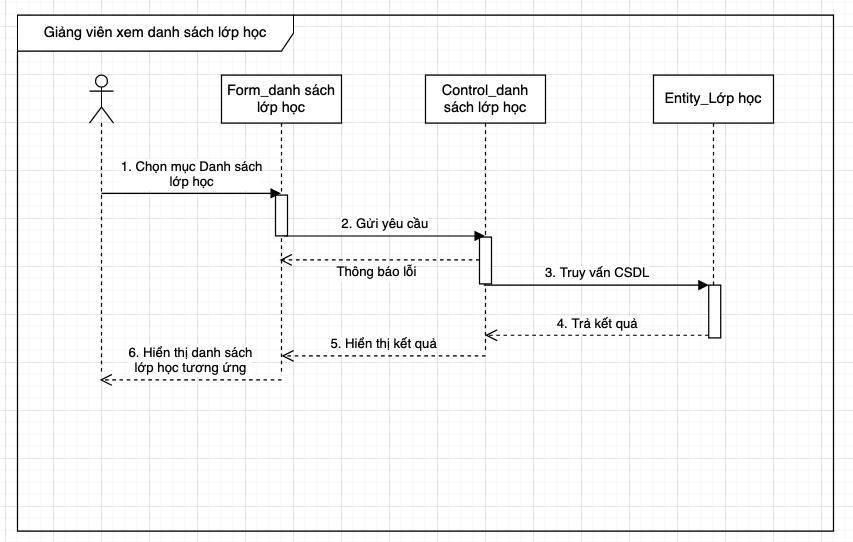 Giảng viên xem danh sách lớp học
Form_danh sách
lớp học
Control_danh
sách lớp học
Entity_Lớp học
1. Chọn mục Danh sách
lớp học
2. Gửi yêu cầu
Thông báo lỗi
3. Truy vấn CSDL
4. Trả kết quả
5. Hiển thị kết quả
6. Hiển thị danh sách
lớp học tương ứng